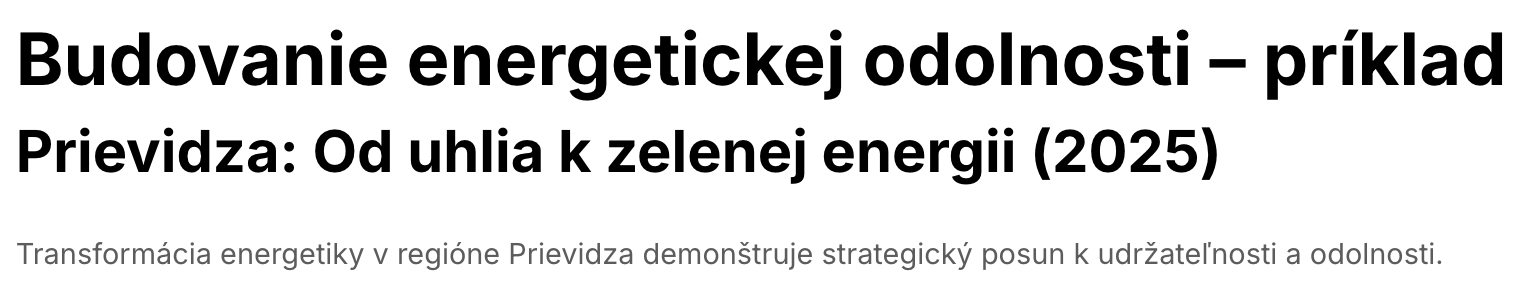 Budovanie energetickej odolnosti – príklad
Prievidza: Od uhlia k zelenej energii (2025)
Transformácia energetiky v regióne Prievidza demonštruje strategický posun k udržateľnosti a odolnosti.